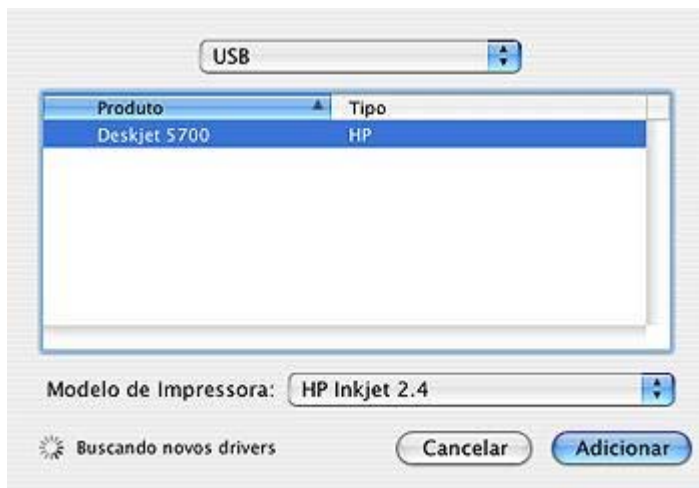 USB
Produto Tipo
Deskjet 5700 HP
Modelo de Impressora: HP Inkjet 2.4
Buscando novos drivers Cancelar Adicionar